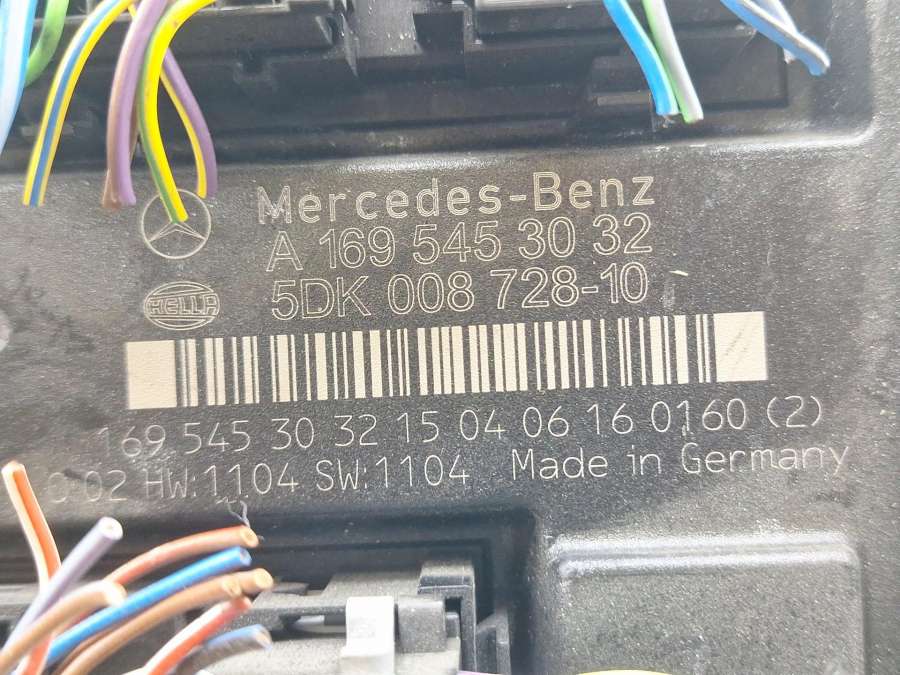 Mercedes-Benz
A 169 545 30 32
HELLA 5DK 008 728-10
169 545 30 32 15 04 06 16 0160 (2)
02 HW:1104 SW:1104 Made in Germany